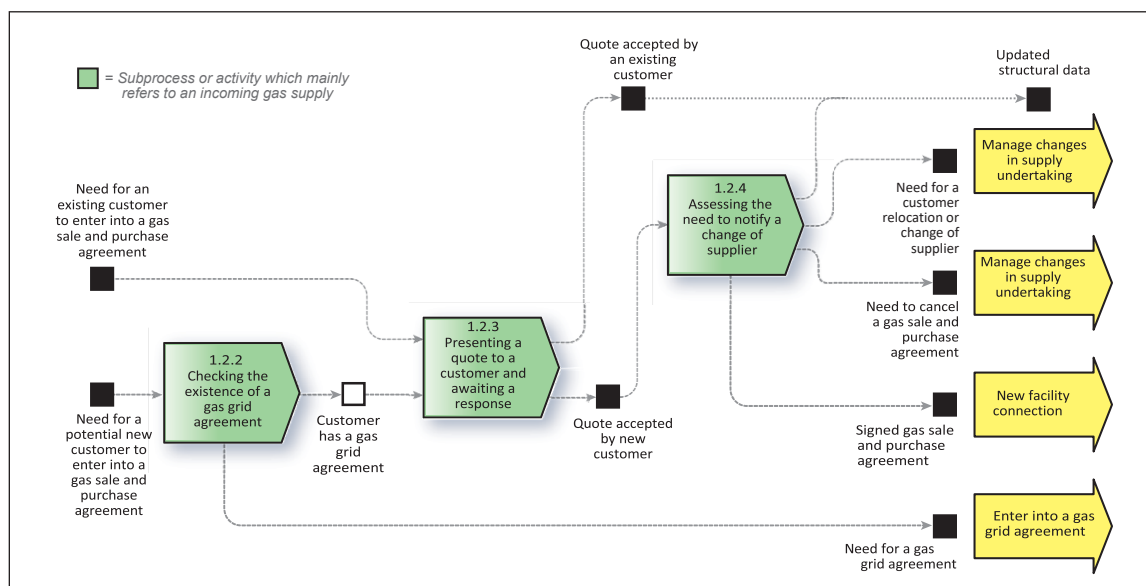 = Subprocess or activity which mainly
refers to an incoming gas supply
Quote accepted by
an existing
customer
Updated
structural data
Manage changes
in supply
undertaking
Need for an
existing customer
to enter into a gas
sale and purchase
agreement
1.2.4
Assessing the
need to notify a
change of
supplier
Need for a
customer
relocation or
change of
supplier
Manage changes
in supply
undertaking
Need to cancel
a gas sale and
purchase
agreement
1.2.3
Presenting a
quote to a
customer and
awaiting a
response
1.2.2
Checking the
existence of a
gas grid
agreement
Need for a
potential new
customer to
enter into a
gas sale and
purchase
agreement
Customer
has a gas
grid
agreement
Quote accepted
by new
customer
Signed gas sale
and purchase
agreement
New facility
connection
Need for a gas
grid agreement
Enter into a gas
grid agreement